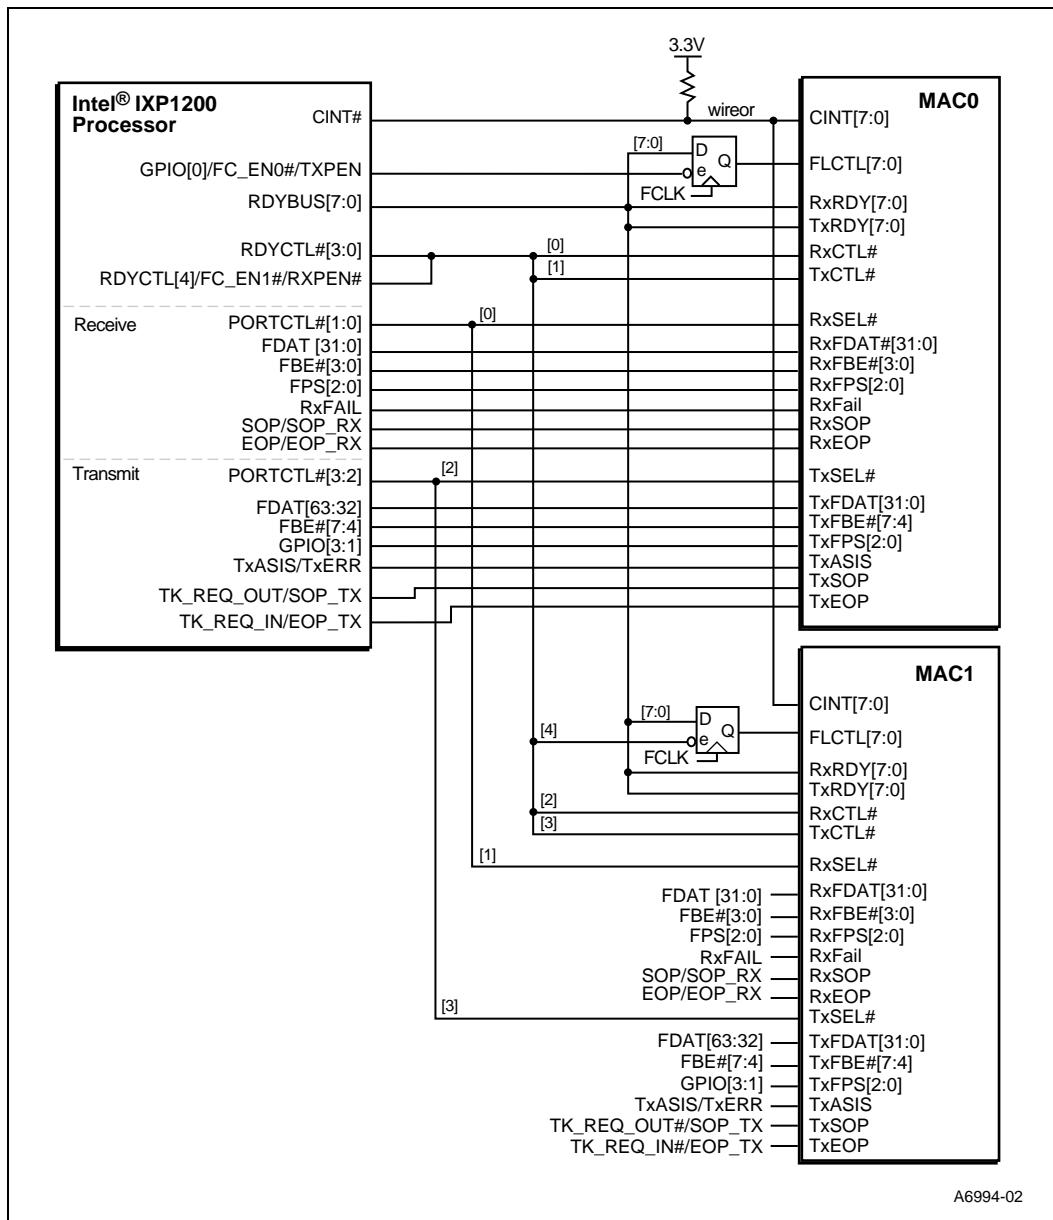 3.3V
Intel® IXP1200
Processor
CINT#
wireor
MAC0
CINT[7:0]
[7:0]
D
Q
e
FCLK
GPIO[0]/FC_EN0#/TXPEN
FLCTL[7:0]
RDYBUS[7:0]
RxRDY[7:0]
TxRDY[7:0]
RDYCTL#[3:0]
[0]
RxCTL#
RDYCTL[4]/FC_EN1#/RXPEN#
[1]
TxCTL#
Receive
PORTCTL#[1:0]
[0]
RxSEL#
FDAT [31:0]
RxFDAT#[31:0]
FBE#[3:0]
RxFBE#[3:0]
FPS[2:0]
RxFPS[2:0]
RxFAIL
RxFail
SOP/SOP_RX
RxSOP
EOP/EOP_RX
RxEOP
Transmit
PORTCTL#[3:2]
[2]
TxSEL#
FDAT[63:32]
TxFDAT[31:0]
FBE#[7:4]
TxFBE#[7:4]
GPIO[3:1]
TxFPS[2:0]
TxASIS/TxERR
TxASIS
TK_REQ_OUT/SOP_TX
TxSOP
TK_REQ_IN/EOP_TX
TxEOP
MAC1
CINT[7:0]
[7:0]
D
Q
e
FCLK
[4]
FLCTL[7:0]
RxRDY[7:0]
TxRDY[7:0]
[2]
RxCTL#
[3]
TxCTL#
[1]
RxSEL#
FDAT [31:0]
RxFDAT[31:0]
FBE#[3:0]
RxFBE#[3:0]
FPS[2:0]
RxFPS[2:0]
RxFAIL
RxFail
SOP/SOP_RX
RxSOP
EOP/EOP_RX
RxEOP
[3]
TxSEL#
FDAT[63:32]
TxFDAT[31:0]
FBE#[7:4]
TxFBE#[7:4]
GPIO[3:1]
TxFPS[2:0]
TxASIS/TxERR
TxASIS
TK_REQ_OUT#/SOP_TX
TxSOP
TK_REQ_IN#/EOP_TX
TxEOP
A6994-02